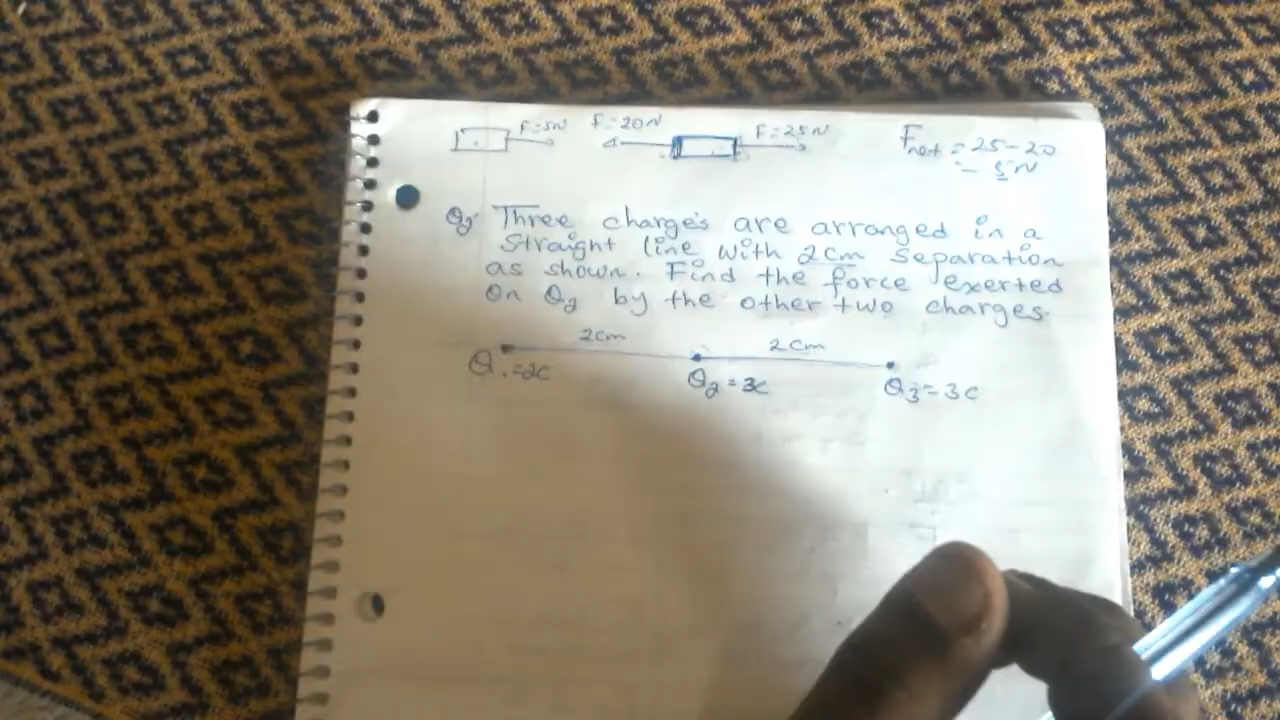 F=5N F=20N F=25N Fnet = 25-20
= 5N
Q) Three charges are arranged in a
straight line with 2cm separation
as shown. Find the force exerted
on Q2 by the other two charges.
2cm 2cm
Q1=2C Q2=3C Q3=3C